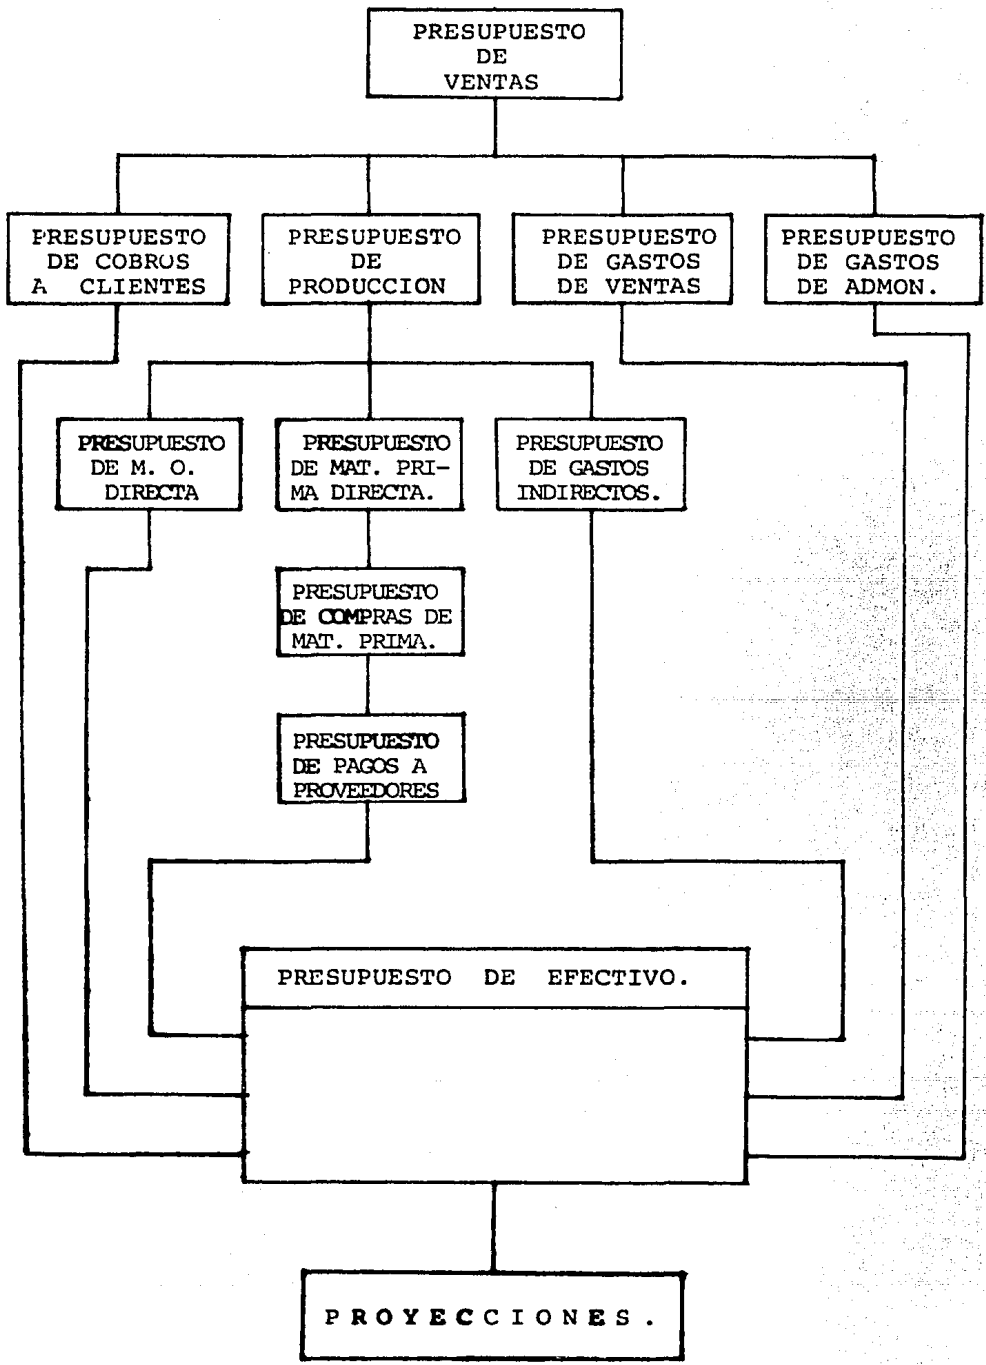 PRESUPUESTO
DE
VENTAS
PRESUPUESTO
DE COBROS
A CLIENTES
PRESUPUESTO
DE
PRODUCCION
PRESUPUESTO
DE GASTOS
DE VENTAS
PRESUPUESTO
DE GASTOS
DE ADMON.
PRESUPUESTO
DE M. O.
DIRECTA
PRESUPUESTO
DE MAT. PRI-
MA DIRECTA.
PRESUPUESTO
DE GASTOS
INDIRECTOS.
PRESUPUESTO
DE COMPRAS DE
MAT. PRIMA.
PRESUPUESTO
DE PAGOS A
PROVEEDORES
PRESUPUESTO DE EFECTIVO.
PROYECCIONES.